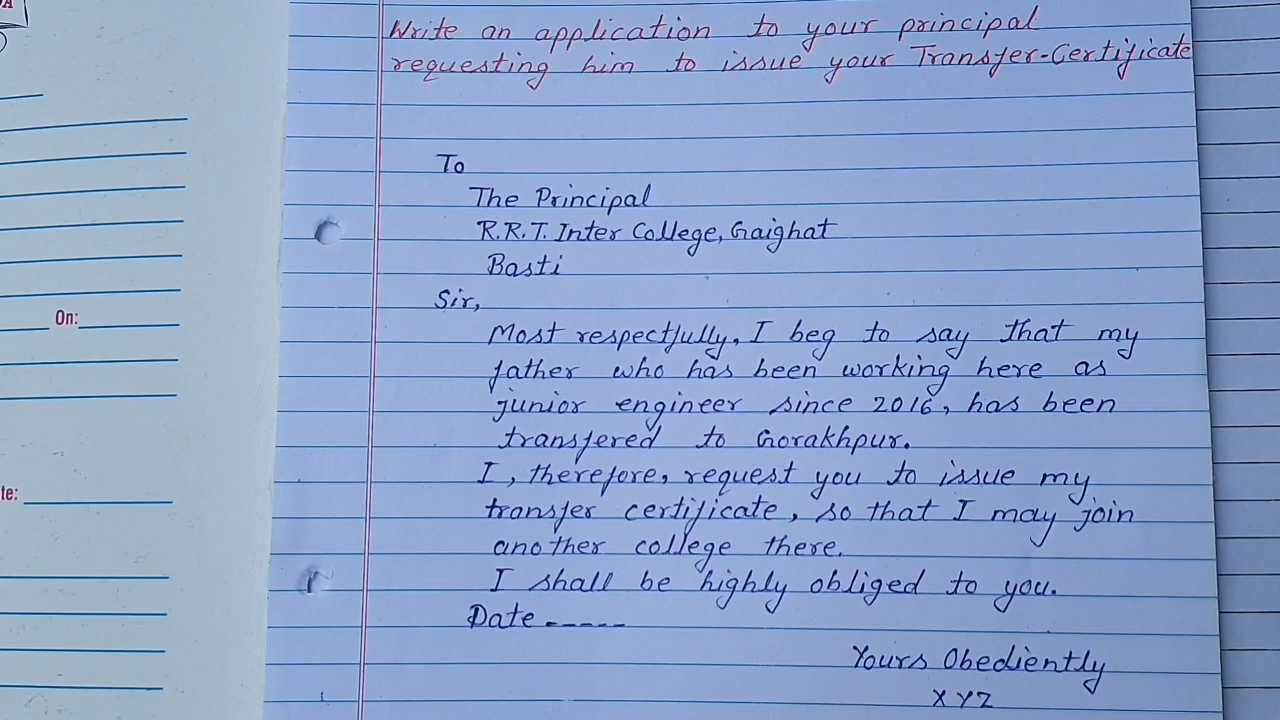 Write an application to your principal
requesting him to issue your Transfer-Certificate
To
The Principal
R.R.T. Inter College, Gaighat
Basti
Sir,
Most respectfully, I beg to say that my
father who has been working here as
junior engineer since 2016, has been
transfered to Gorakhpur.
I, therefore, request you to issue my
transfer certificate, so that I may join
another college there.
I shall be highly obliged to you.
Date -----
Yours Obediently
XYZ
On:
te: